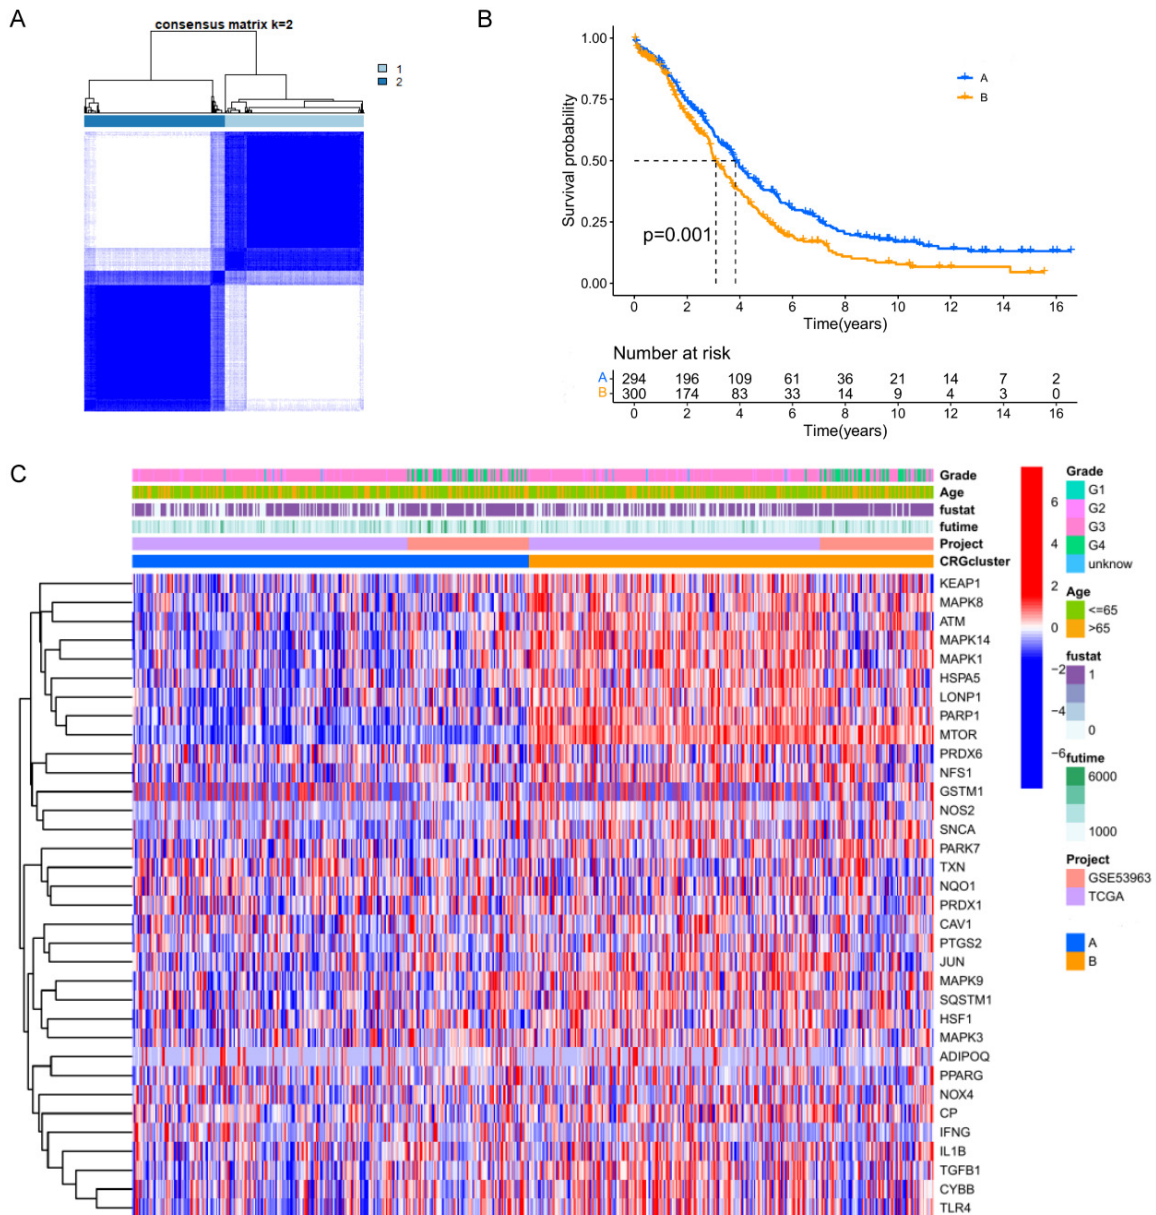 A
consensus matrix k=2
1
2
B
Survival probability
1.00
0.75
0.50
0.25
0.00
A
B
p=0.001
0 2 4 6 8 10 12 14 16
Time(years)
Number at risk
A 294 196 109 61 36 21 14 7 2
B 300 174 83 33 14 9 4 3 0
0 2 4 6 8 10 12 14 16
Time(years)
C
Grade
Age
fustat
futime
Project
CRGcluster
KEAP1
MAPK8
ATM
MAPK14
MAPK1
HSPA5
LONP1
PARP1
MTOR
PRDX6
NFS1
GSTM1
NOS2
SNCA
PARK7
TXN
NQO1
PRDX1
CAV1
PTGS2
JUN
MAPK9
SQSTM1
HSF1
MAPK3
ADIPOQ
PPARG
NOX4
CP
IFNG
IL1B
TGFB1
CYBB
TLR4
6
4
2
0
−2
−4
−6
Grade
G1
G2
G3
G4
unknow
Age
<=65
>65
fustat
1
0
futime
6000
1000
Project
GSE53963
TCGA
A
B